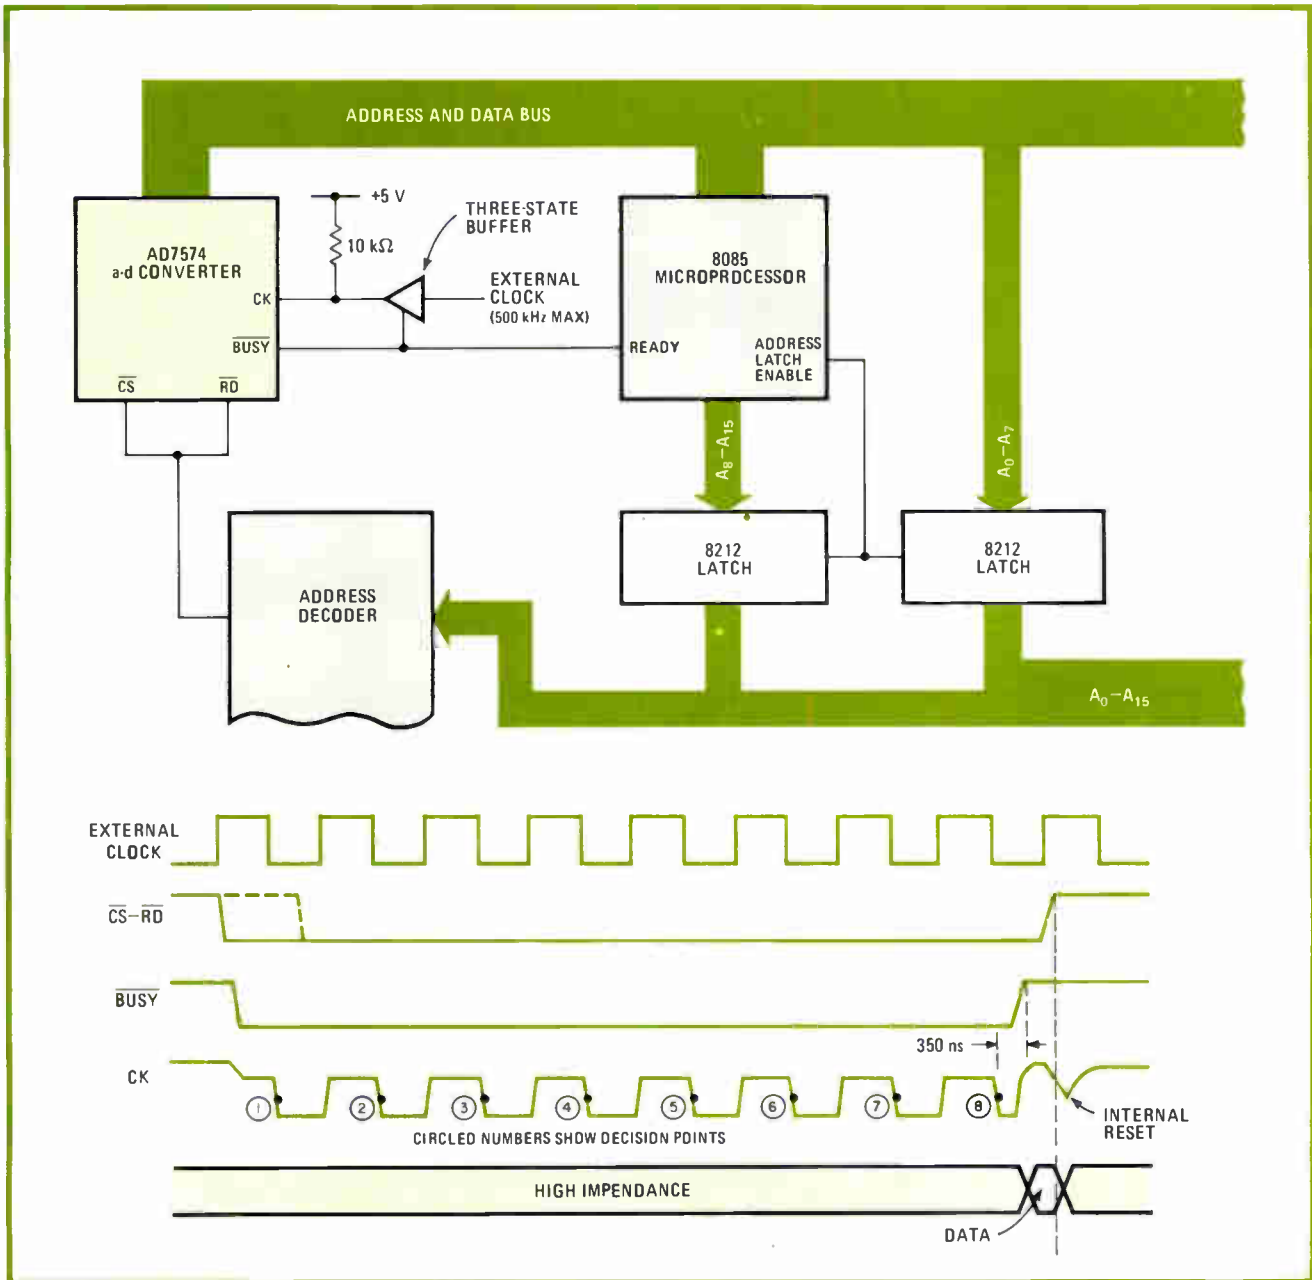 ADDRESS AND DATA BUS
+5 V
THREE-STATE
BUFFER
10 kΩ
AD7574
a-d CONVERTER
CK
EXTERNAL
CLOCK
(500 kHz MAX)
8085
MICROPRDCESSOR
BUSY
READY
ADDRESS
LATCH
ENABLE
CS
RD
A8–A15
A0–A7
8212
LATCH
8212
LATCH
ADDRESS
DECODER
A0–A15
EXTERNAL
CLOCK
CS–RD
BUSY
350 ns
CK
1
2
3
4
5
6
7
8
INTERNAL
RESET
CIRCLED NUMBERS SHOW DECISION POINTS
HIGH IMPENDANCE
DATA